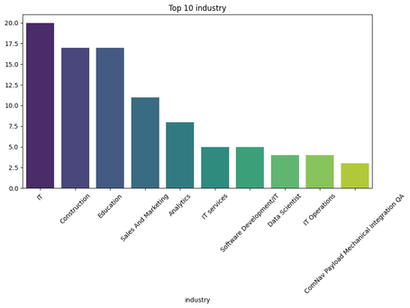 Top 10 industry
20.0
17.5
15.0
12.5
10.0
7.5
5.0
2.5
0.0
IT
Construction
Education
Sales And Marketing
Analytics
IT services
Software Development/IT
Data Scientist
IT Operations
ComNav Payload Mechanical Integration QA
industry